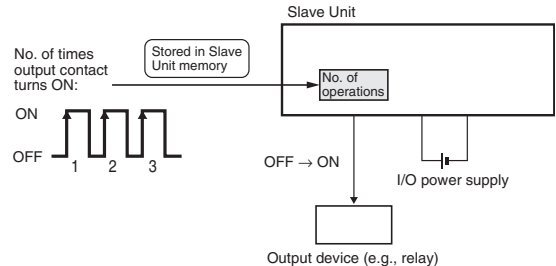 Slave Unit
No. of times
output contact
turns ON:
Stored in Slave
Unit memory
No. of
operations
ON
OFF
1 2 3
OFF → ON
I/O power supply
Output device (e.g., relay)